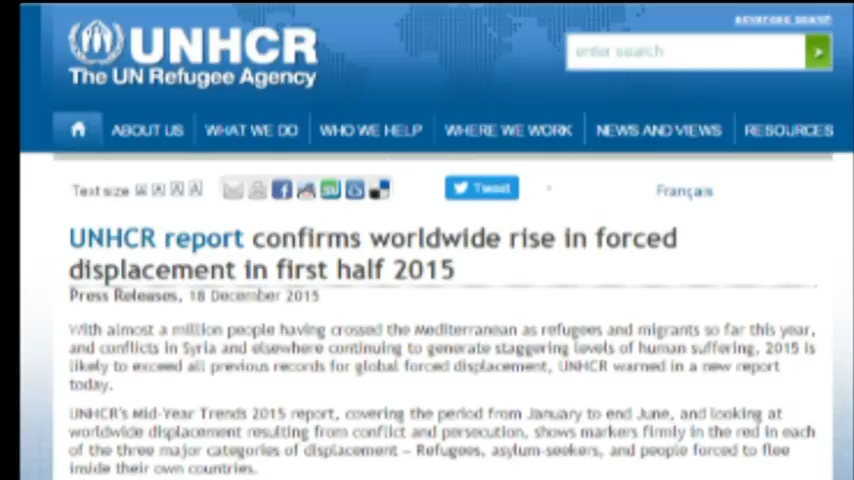 UNHCR
The UN Refugee Agency
advanced search
enter search
ABOUT US WHAT WE DO WHO WE HELP WHERE WE WORK NEWS AND VIEWS RESOURCES
Text size A A A A Tweet Français
UNHCR report confirms worldwide rise in forced
displacement in first half 2015
Press Releases, 18 December 2015
With almost a million people having crossed the Mediterranean as refugees and migrants so far this year,
and conflicts in Syria and elsewhere continuing to generate staggering levels of human suffering, 2015 is
likely to exceed all previous records for global forced displacement, UNHCR warned in a new report
today.
UNHCR's Mid-Year Trends 2015 report, covering the period from January to end June, and looking at
worldwide displacement resulting from conflict and persecution, shows markers firmly in the red in each
of the three major categories of displacement – Refugees, asylum-seekers, and people forced to flee
inside their own countries.